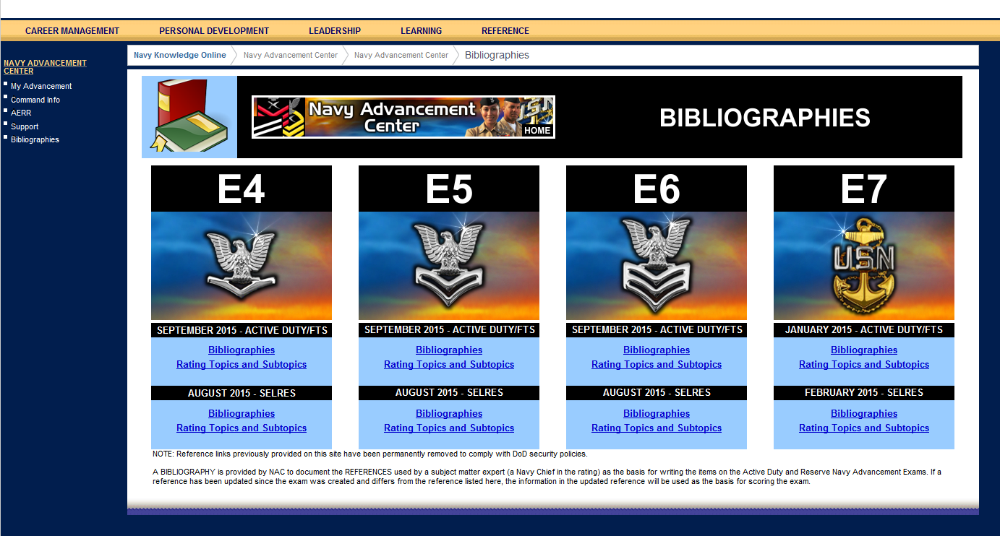 CAREER MANAGEMENT PERSONAL DEVELOPMENT LEADERSHIP LEARNING REFERENCE
NAVY ADVANCEMENT
CENTER
My Advancement
Command Info
AERR
Support
Bibliographies
Navy Knowledge Online Navy Advancement Center Navy Advancement Center Bibliographies
Navy Advancement
Center
HOME
BIBLIOGRAPHIES
E4
SEPTEMBER 2015 - ACTIVE DUTY/FTS
Bibliographies
Rating Topics and Subtopics
AUGUST 2015 - SELRES
Bibliographies
Rating Topics and Subtopics
E5
SEPTEMBER 2015 - ACTIVE DUTY/FTS
Bibliographies
Rating Topics and Subtopics
AUGUST 2015 - SELRES
Bibliographies
Rating Topics and Subtopics
E6
SEPTEMBER 2015 - ACTIVE DUTY/FTS
Bibliographies
Rating Topics and Subtopics
AUGUST 2015 - SELRES
Bibliographies
Rating Topics and Subtopics
E7
USN
JANUARY 2015 - ACTIVE DUTY/FTS
Bibliographies
Rating Topics and Subtopics
FEBRUARY 2015 - SELRES
Bibliographies
Rating Topics and Subtopics
NOTE: Reference links previously provided on this site have been permanently removed to comply with DoD security policies.
A BIBLIOGRAPHY is provided by NAC to document the REFERENCES used by a subject matter expert (a Navy Chief in the rating) as the basis for writing the items on the Active Duty and Reserve Navy Advancement Exams. If a
reference has been updated since the exam was created and differs from the reference listed here, the information in the updated reference will be used as the basis for scoring the exam.